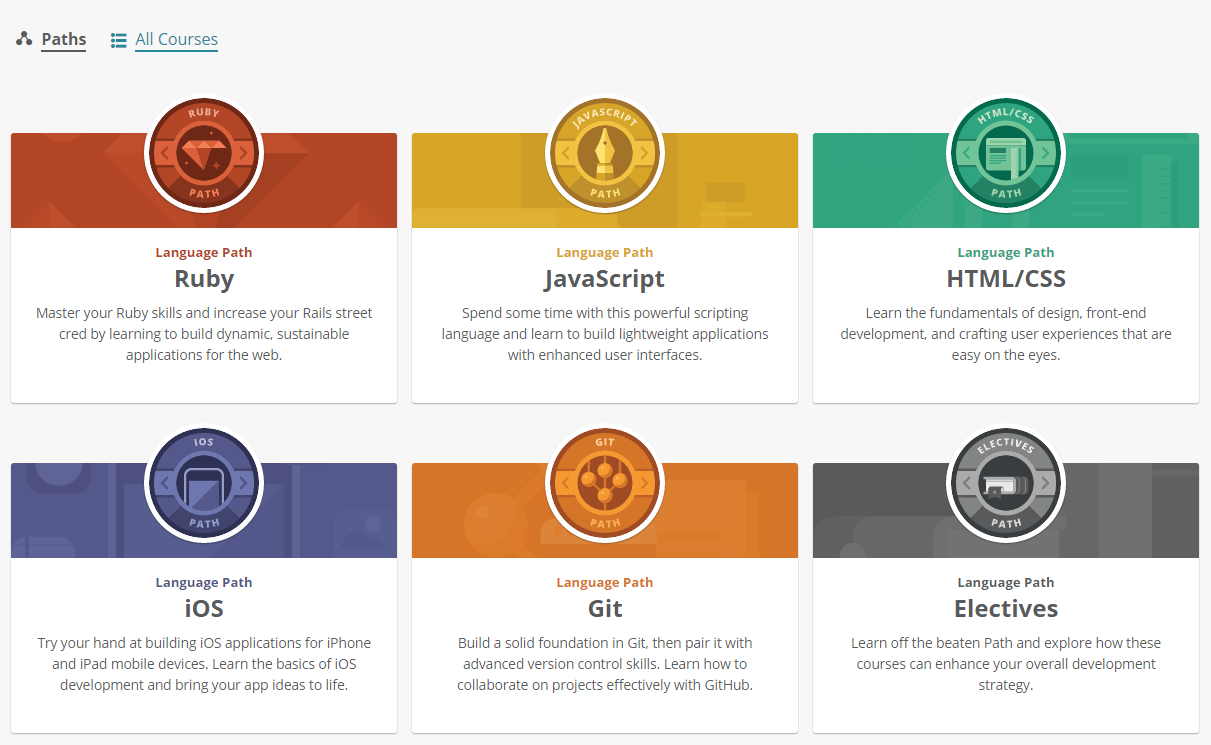 Paths
All Courses
RUBY
PATH
Language Path
Ruby
Master your Ruby skills and increase your Rails street
cred by learning to build dynamic, sustainable
applications for the web.
JAVASCRIPT
PATH
Language Path
JavaScript
Spend some time with this powerful scripting
language and learn to build lightweight applications
with enhanced user interfaces.
HTML/CSS
PATH
Language Path
HTML/CSS
Learn the fundamentals of design, front-end
development, and crafting user experiences that are
easy on the eyes.
IOS
PATH
Language Path
iOS
Try your hand at building iOS applications for iPhone
and iPad mobile devices. Learn the basics of iOS
development and bring your app ideas to life.
GIT
PATH
Language Path
Git
Build a solid foundation in Git, then pair it with
advanced version control skills. Learn how to
collaborate on projects effectively with GitHub.
ELECTIVES
PATH
Language Path
Electives
Learn off the beaten Path and explore how these
courses can enhance your overall development
strategy.